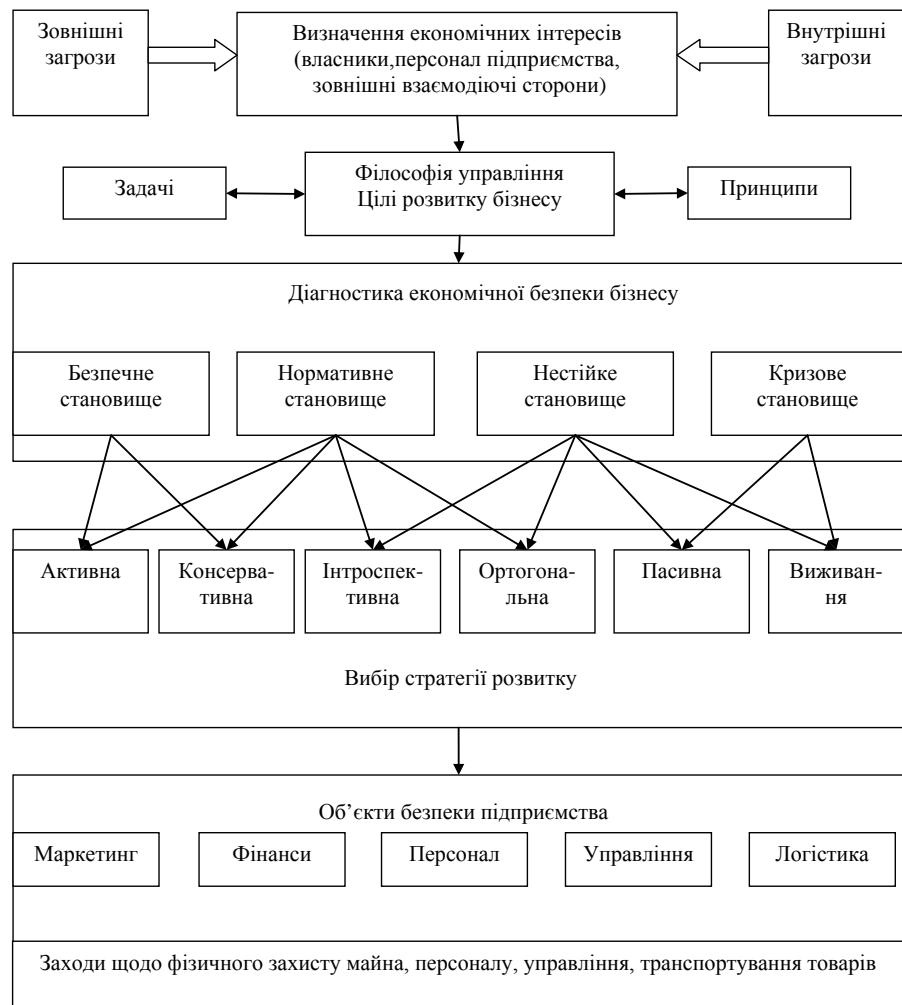 Зовнішні
загрози
Визначення економічних інтересів
(власники,персонал підприємства,
зовнішні взаємодіючі сторони)
Внутрішні
загрози
Задачі
Філософія управління
Цілі розвитку бізнесу
Принципи
Діагностика економічної безпеки бізнесу
Безпечне
становище
Нормативне
становище
Нестійке
становище
Кризове
становище
Активна
Консерва-
тивна
Інтроспек-
тивна
Ортогона-
льна
Пасивна
Виживан-
ня
Вибір стратегії розвитку
Об’єкти безпеки підприємства
Маркетинг
Фінанси
Персонал
Управління
Логістика
Заходи щодо фізичного захисту майна, персоналу, управління, транспортування товарів